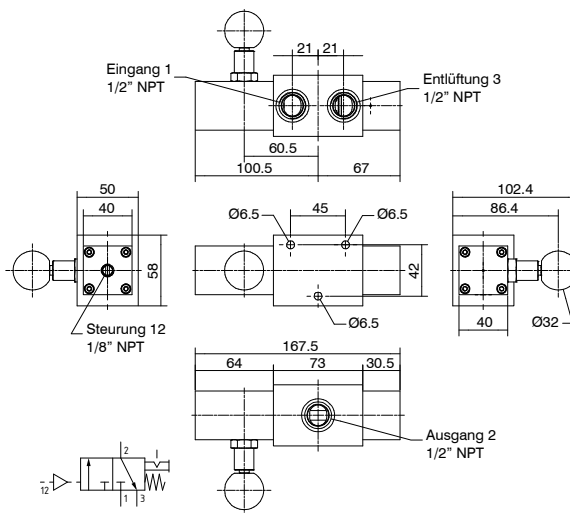 21 21
Eingang 1
1/2" NPT
Entlüftung 3
1/2" NPT
60.5
100.5 67
50
40
58
Steurung 12
1/8" NPT
Ø6.5 45 Ø6.5
42
Ø6.5
102.4
86.4
40
Ø32
167.5
64 73 30.5
Ausgang 2
1/2" NPT
2
12
1 3